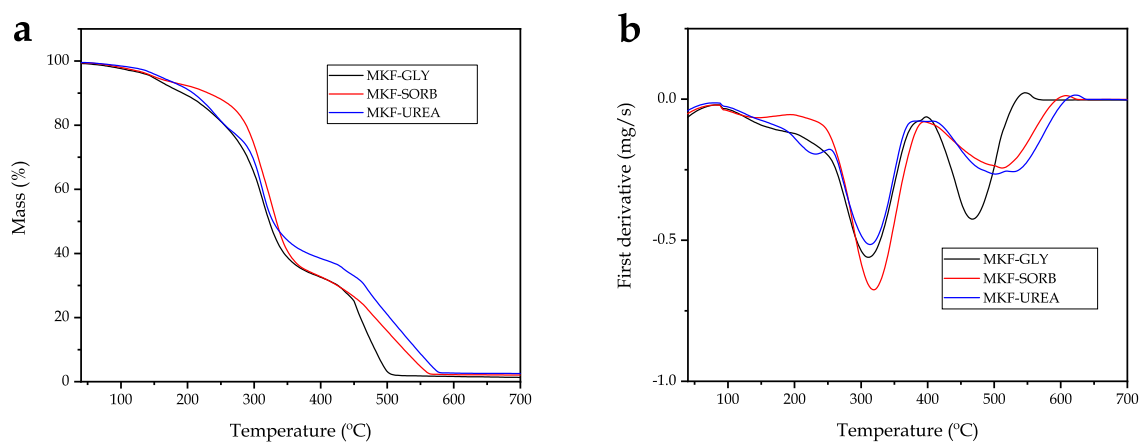 a
100
80
60
40
20
0
Mass (%)
MKF-GLY
MKF-SORB
MKF-UREA
100 200 300 400 500 600 700
Temperature (ºC)
b
0.0
-0.5
-1.0
First derivative (mg/s)
MKF-GLY
MKF-SORB
MKF-UREA
100 200 300 400 500 600 700
Temperature (ºC)